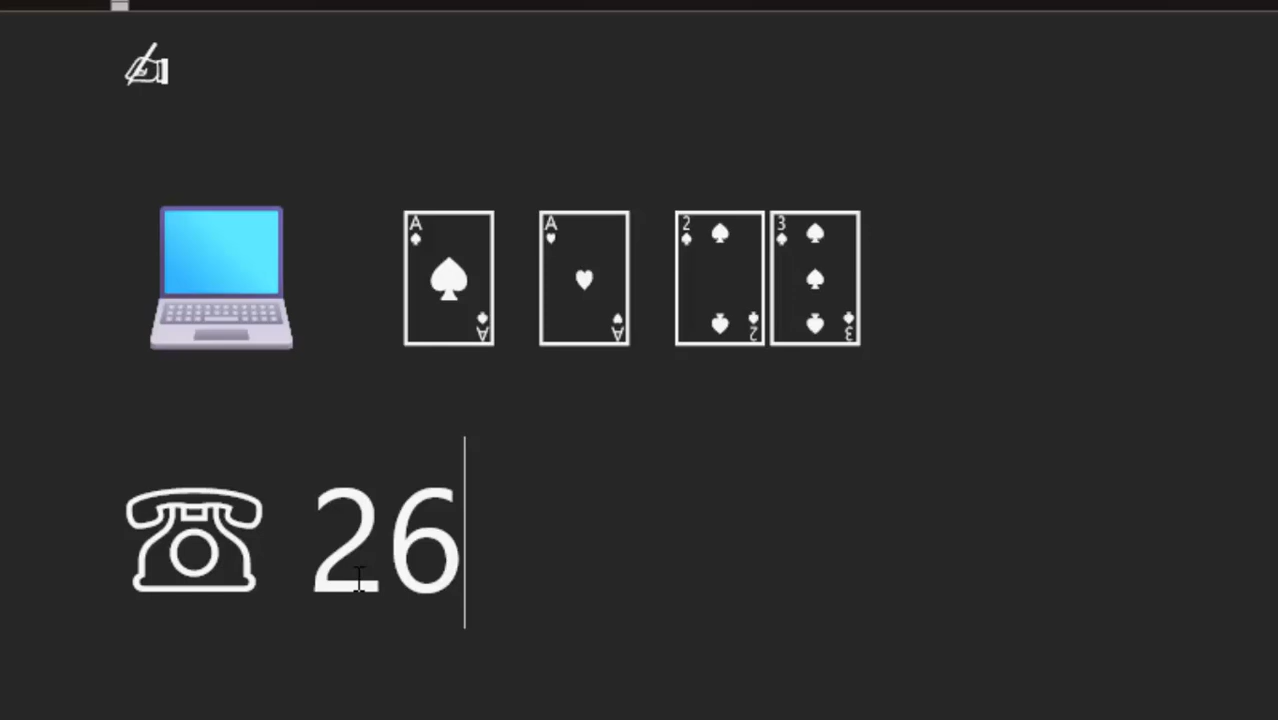 ✍
💻 🂡 🂱 🂢🂣
☏ 26